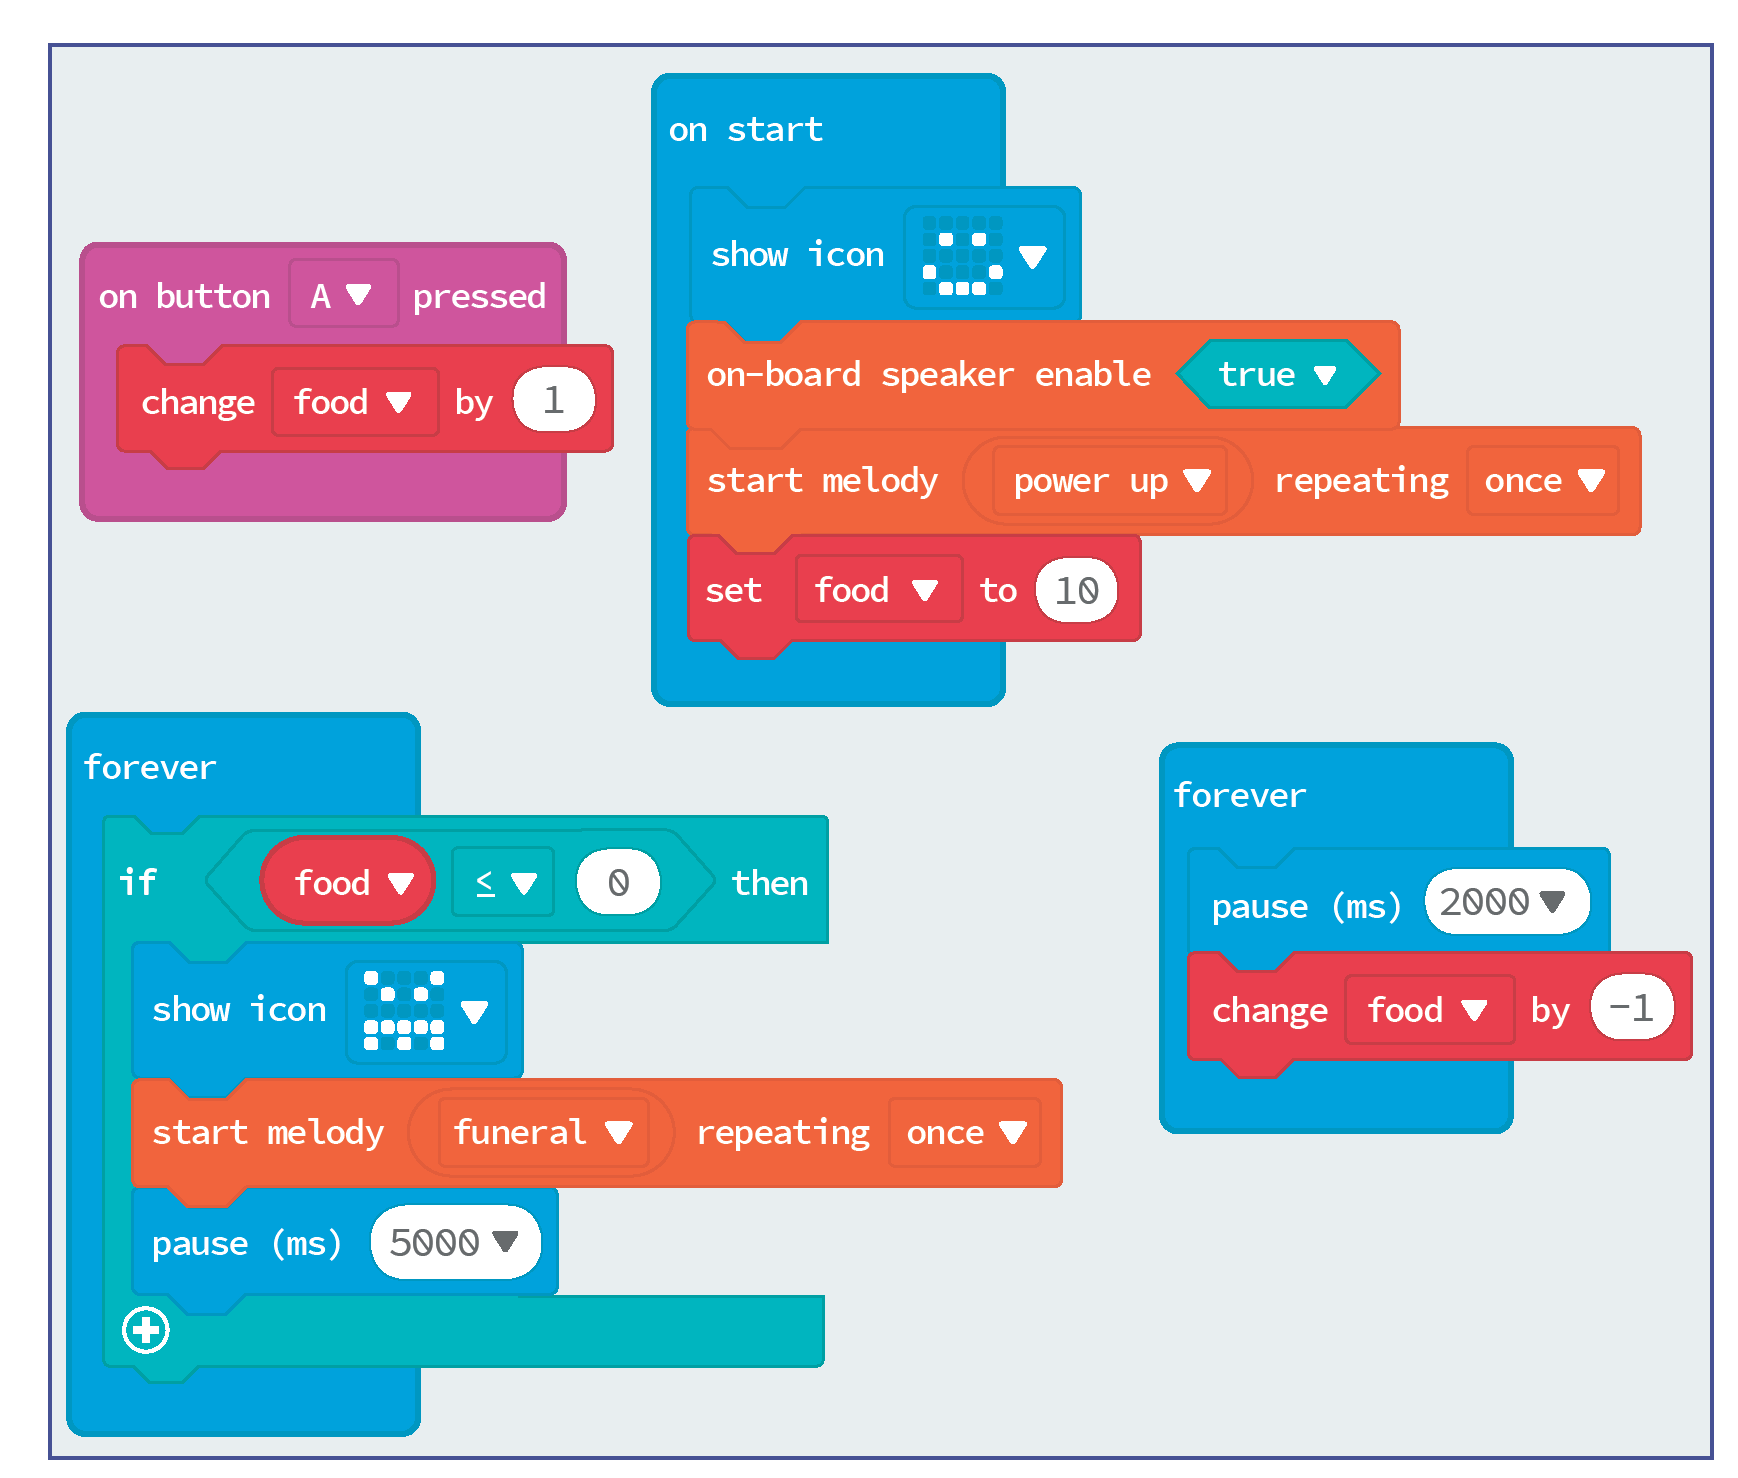 on start
show icon
on-board speaker enable true
start melody power up repeating once
set food to 10
on button A pressed
change food by 1
forever
if food ≤ 0 then
show icon
start melody funeral repeating once
pause (ms) 5000
forever
pause (ms) 2000
change food by -1